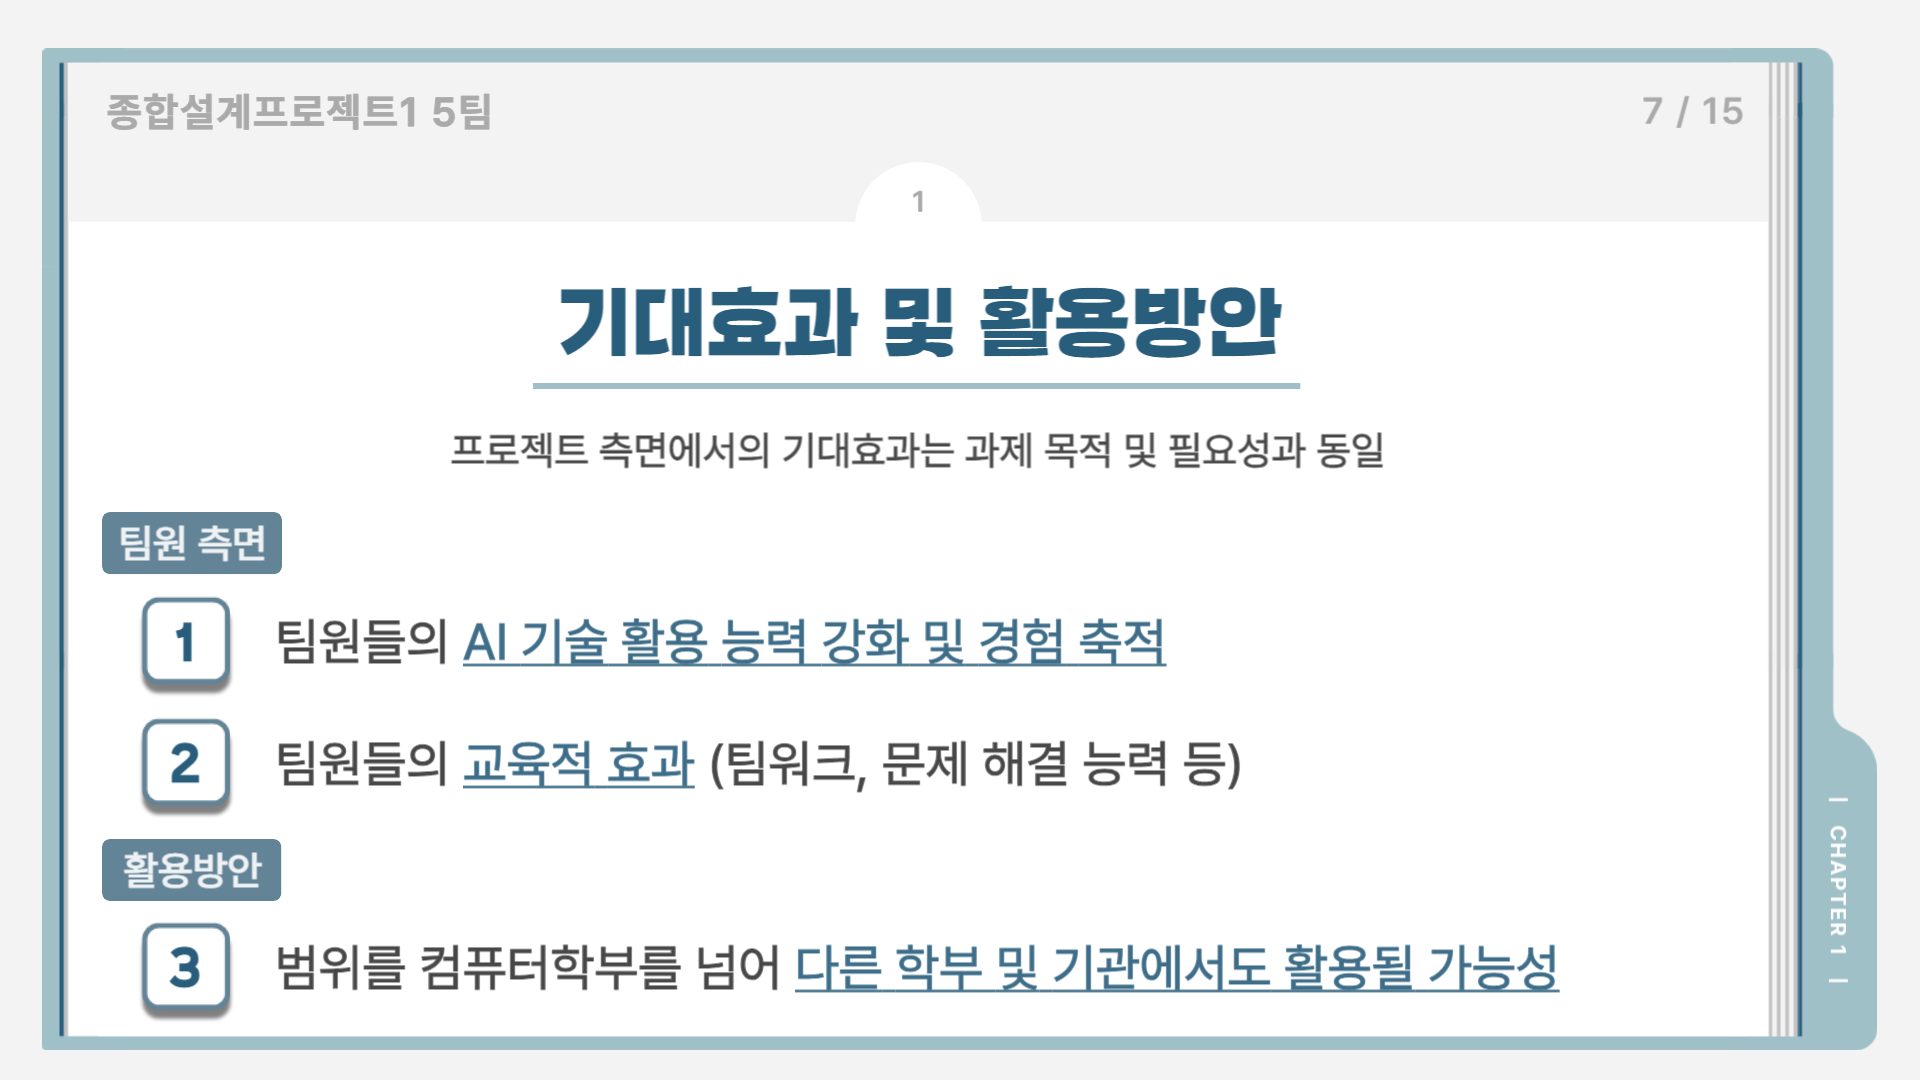 종합설계프로젝트1 5팀
7 / 15
1
기대효과 및 활용방안
프로젝트 측면에서의 기대효과는 과제 목적 및 필요성과 동일
팀원 측면
1 팀원들의 AI 기술 활용 능력 강화 및 경험 축적
2 팀원들의 교육적 효과 (팀워크, 문제 해결 능력 등)
활용방안
3 범위를 컴퓨터학부를 넘어 다른 학부 및 기관에서도 활용될 가능성
| CHAPTER 1 |